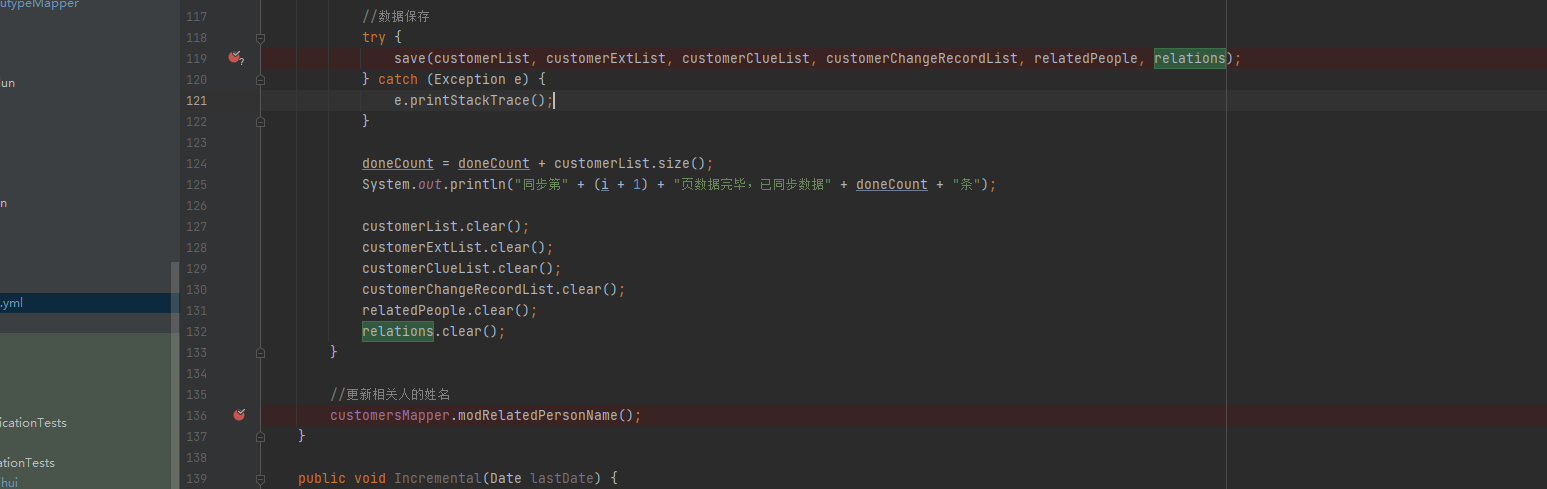 utypeMapper
117 //数据保存
118 try {
un
119 save(customerList, customerExtList, customerClueList, customerChangeRecordList, relatedPeople, relations);
120 } catch (Exception e) {
121 e.printStackTrace();
122 }
123
124 doneCount = doneCount + customerList.size();
125 System.out.println("同步第" + (i + 1) + "页数据完毕，已同步数据" + doneCount + "条");
n
126
127 customerList.clear();
128 customerExtList.clear();
129 customerClueList.clear();
.yml
130 customerChangeRecordList.clear();
131 relatedPeople.clear();
132 relations.clear();
133 }
134
135 //更新相关人的姓名
136 customersMapper.modRelatedPersonName();
icationTests
137 }
138
ationTests
139 public void Incremental(Date lastDate) {
hui